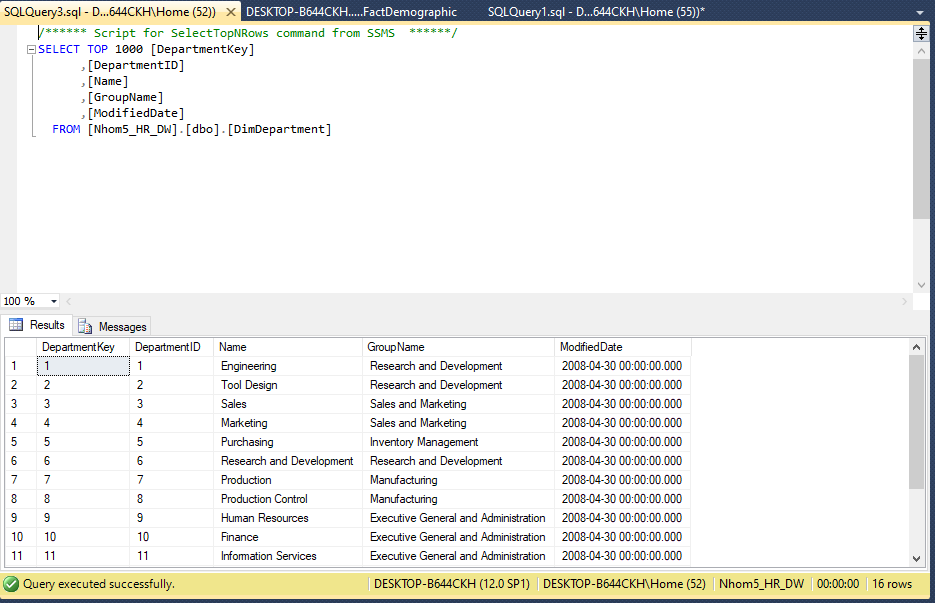 SQLQuery3.sql - D...644CKH\Home (52)) DESKTOP-B644CKH.....FactDemographic SQLQuery1.sql - D...644CKH\Home (55))*
/****** Script for SelectTopNRows command from SSMS  ******/
SELECT TOP 1000 [DepartmentKey]
      ,[DepartmentID]
      ,[Name]
      ,[GroupName]
      ,[ModifiedDate]
  FROM [Nhom5_HR_DW].[dbo].[DimDepartment]
100 %
Results Messages
DepartmentKey DepartmentID Name GroupName ModifiedDate
1 1 1 Engineering Research and Development 2008-04-30 00:00:00.000
2 2 2 Tool Design Research and Development 2008-04-30 00:00:00.000
3 3 3 Sales Sales and Marketing 2008-04-30 00:00:00.000
4 4 4 Marketing Sales and Marketing 2008-04-30 00:00:00.000
5 5 5 Purchasing Inventory Management 2008-04-30 00:00:00.000
6 6 6 Research and Development Research and Development 2008-04-30 00:00:00.000
7 7 7 Production Manufacturing 2008-04-30 00:00:00.000
8 8 8 Production Control Manufacturing 2008-04-30 00:00:00.000
9 9 9 Human Resources Executive General and Administration 2008-04-30 00:00:00.000
10 10 10 Finance Executive General and Administration 2008-04-30 00:00:00.000
11 11 11 Information Services Executive General and Administration 2008-04-30 00:00:00.000
Query executed successfully. DESKTOP-B644CKH (12.0 SP1) DESKTOP-B644CKH\Home (52) Nhom5_HR_DW 00:00:00 16 rows